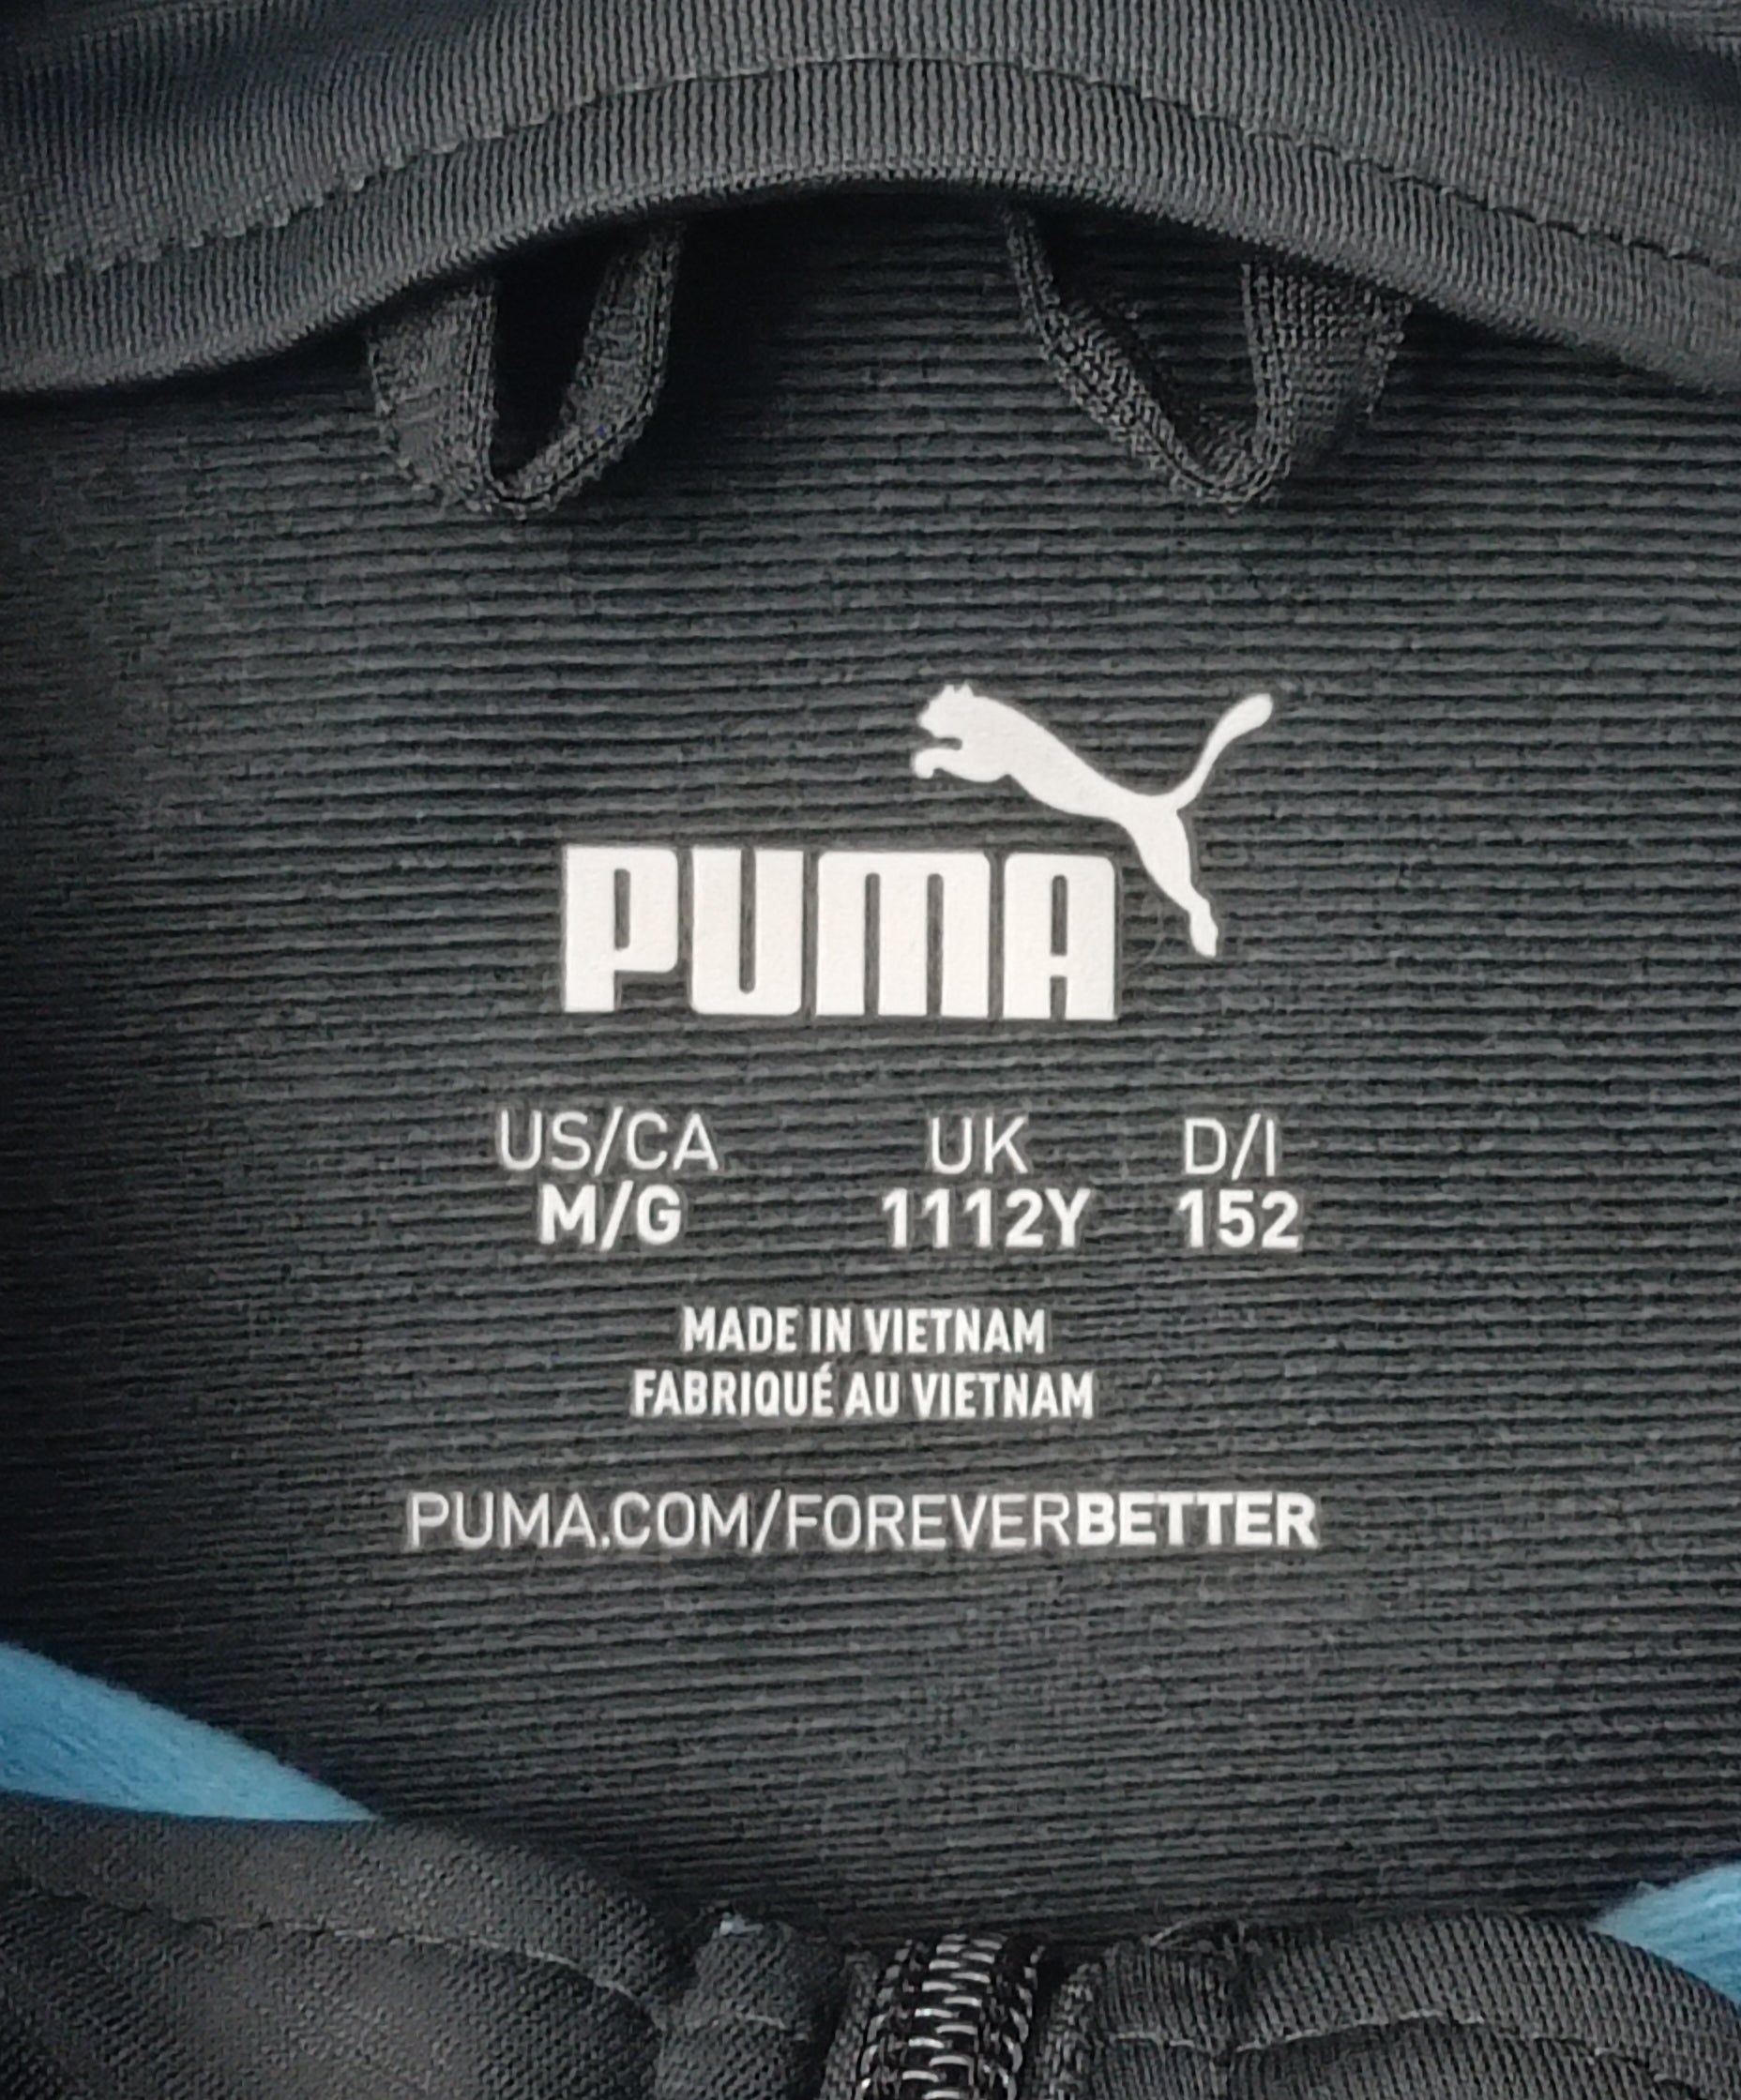 PUMA
US/CA UK D/I
M/G 1112Y 152
MADE IN VIETNAM
FABRIQUÉ AU VIETNAM
PUMA.COM/FOREVERBETTER